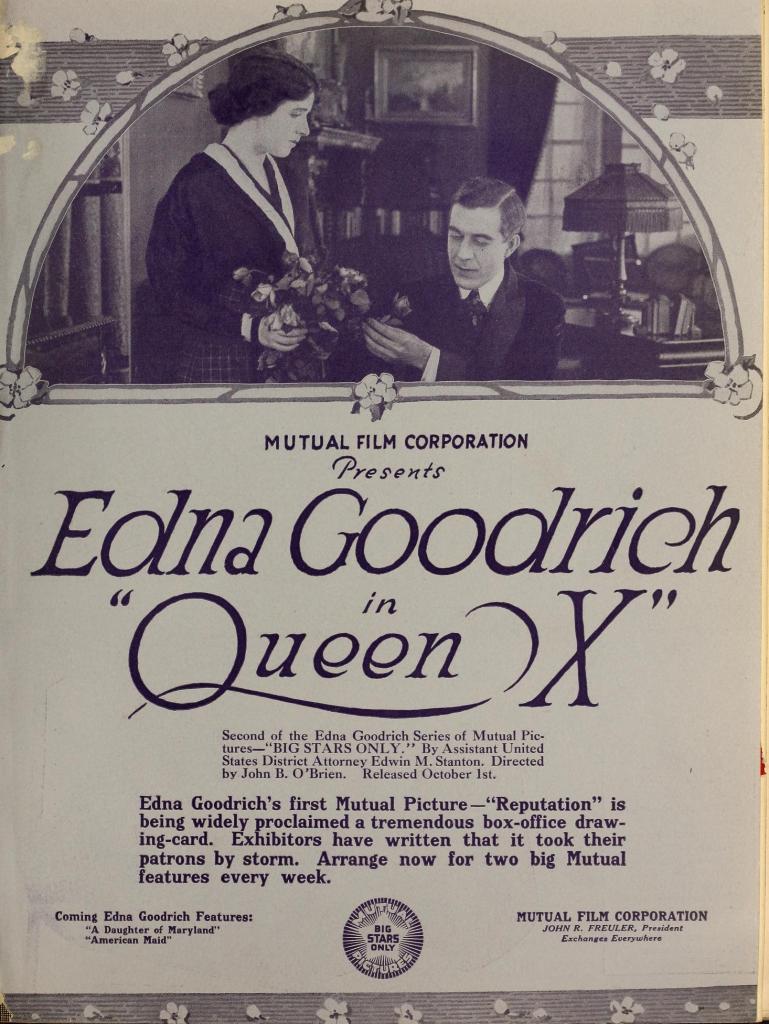 MUTUAL FILM CORPORATION
Presents
Edna Goodrich
in
"Queen X"
Second of the Edna Goodrich Series of Mutual Pic-
tures—"BIG STARS ONLY." By Assistant United
States District Attorney Edwin M. Stanton. Directed
by John B. O'Brien. Released October 1st.
Edna Goodrich's first Mutual Picture—"Reputation" is
being widely proclaimed a tremendous box-office draw-
ing-card. Exhibitors have written that it took their
patrons by storm. Arrange now for two big Mutual
features every week.
Coming Edna Goodrich Features:
"A Daughter of Maryland"
"American Maid"
MUTUAL
BIG
STARS
ONLY
PICTURES
MUTUAL FILM CORPORATION
JOHN R. FREULER, President
Exchanges Everywhere